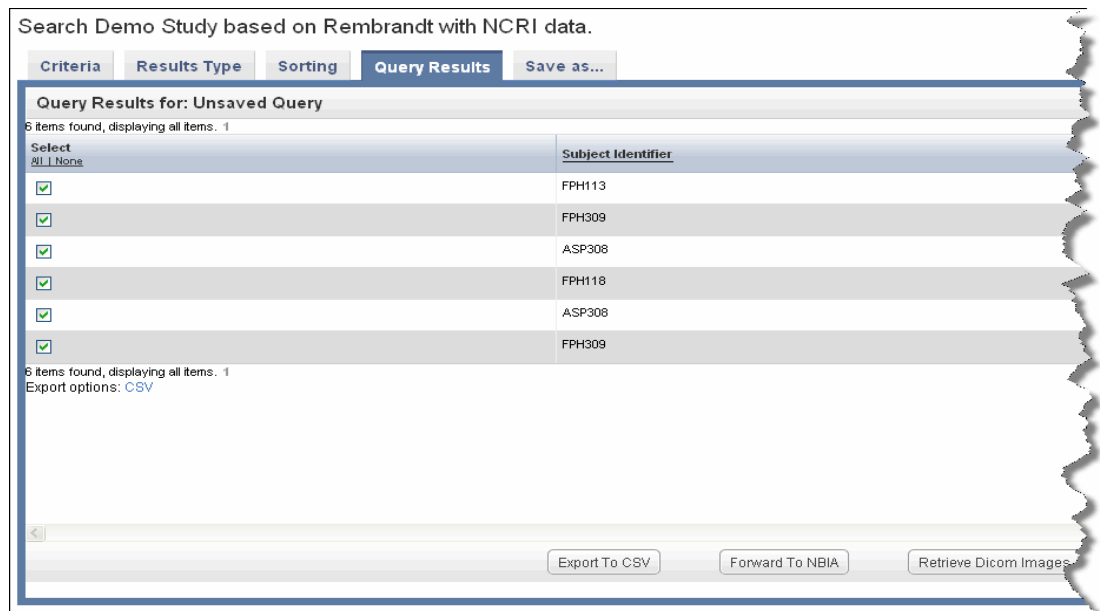 Search Demo Study based on Rembrandt with NCRI data.
Criteria Results Type Sorting Query Results Save as...
Query Results for: Unsaved Query
6 items found, displaying all items. 1
Select
All | None
Subject Identifier
FPH113
FPH309
ASP308
FPH118
ASP308
FPH309
6 items found, displaying all items. 1
Export options: CSV
Export To CSV Forward To NBIA Retrieve Dicom Images